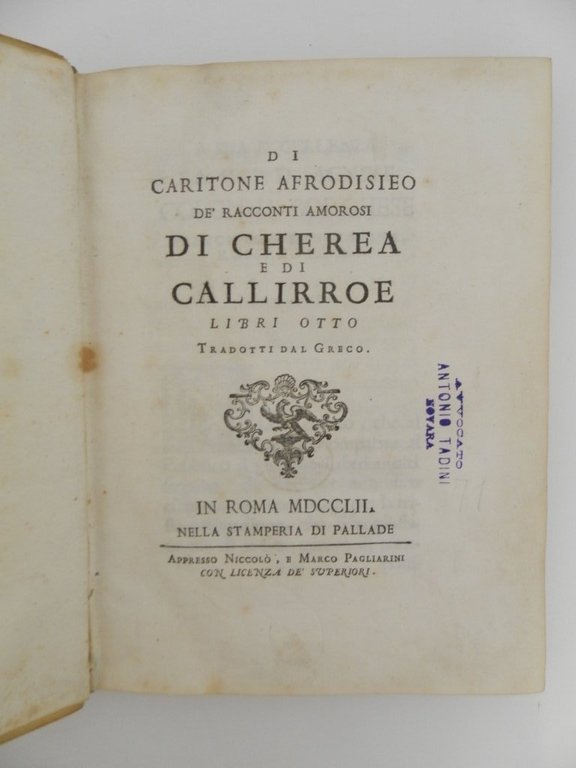 DI
CARITONE AFRODISIEO
DE' RACCONTI AMOROSI
DI CHEREA
E DI
CALLIRROE
LIBRI OTTO
TRADOTTI DAL GRECO.
IN ROMA MDCCLII.
NELLA STAMPERIA DI PALLADE
APPRESSO NICCOLÒ, E MARCO PAGLIARINI
CON LICENZA DE' SUPERIORI.
AVVOCATO
ANTONIO TADINI
NOVARA